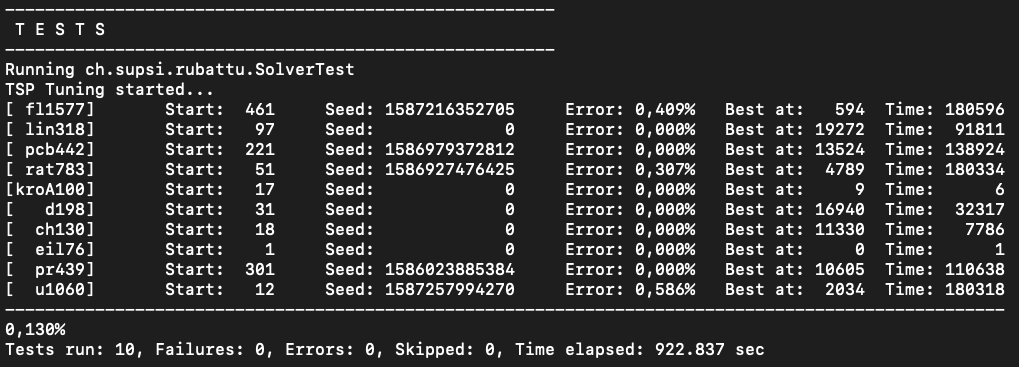 -------------------------------------------------------
 T E S T S
-------------------------------------------------------
Running ch.supsi.rubattu.SolverTest
TSP Tuning started...
[ fl1577]       Start:  461     Seed: 1587216352705     Error: 0,409%   Best at:   594  Time: 180596
[ lin318]       Start:   97     Seed:             0     Error: 0,000%   Best at: 19272  Time:  91811
[ pcb442]       Start:  221     Seed: 1586979372812     Error: 0,000%   Best at: 13524  Time: 138924
[ rat783]       Start:   51     Seed: 1586927476425     Error: 0,307%   Best at:  4789  Time: 180334
[kroA100]       Start:   17     Seed:             0     Error: 0,000%   Best at:     9  Time:      6
[   d198]       Start:   31     Seed:             0     Error: 0,000%   Best at: 16940  Time:  32317
[  ch130]       Start:   18     Seed:             0     Error: 0,000%   Best at: 11330  Time:   7786
[  eil76]       Start:    1     Seed:             0     Error: 0,000%   Best at:     0  Time:      1
[  pr439]       Start:  301     Seed: 1586023885384     Error: 0,000%   Best at: 10605  Time: 110638
[  u1060]       Start:   12     Seed: 1587257994270     Error: 0,586%   Best at:  2034  Time: 180318
----------------------------------------------------------------------------------------------------
0,130%
Tests run: 10, Failures: 0, Errors: 0, Skipped: 0, Time elapsed: 922.837 sec